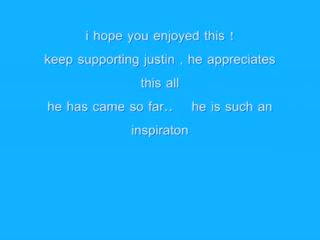 i hope you enjoyed this !
keep supporting justin , he appreciates
this all
he has came so far.. he is such an
inspiraton